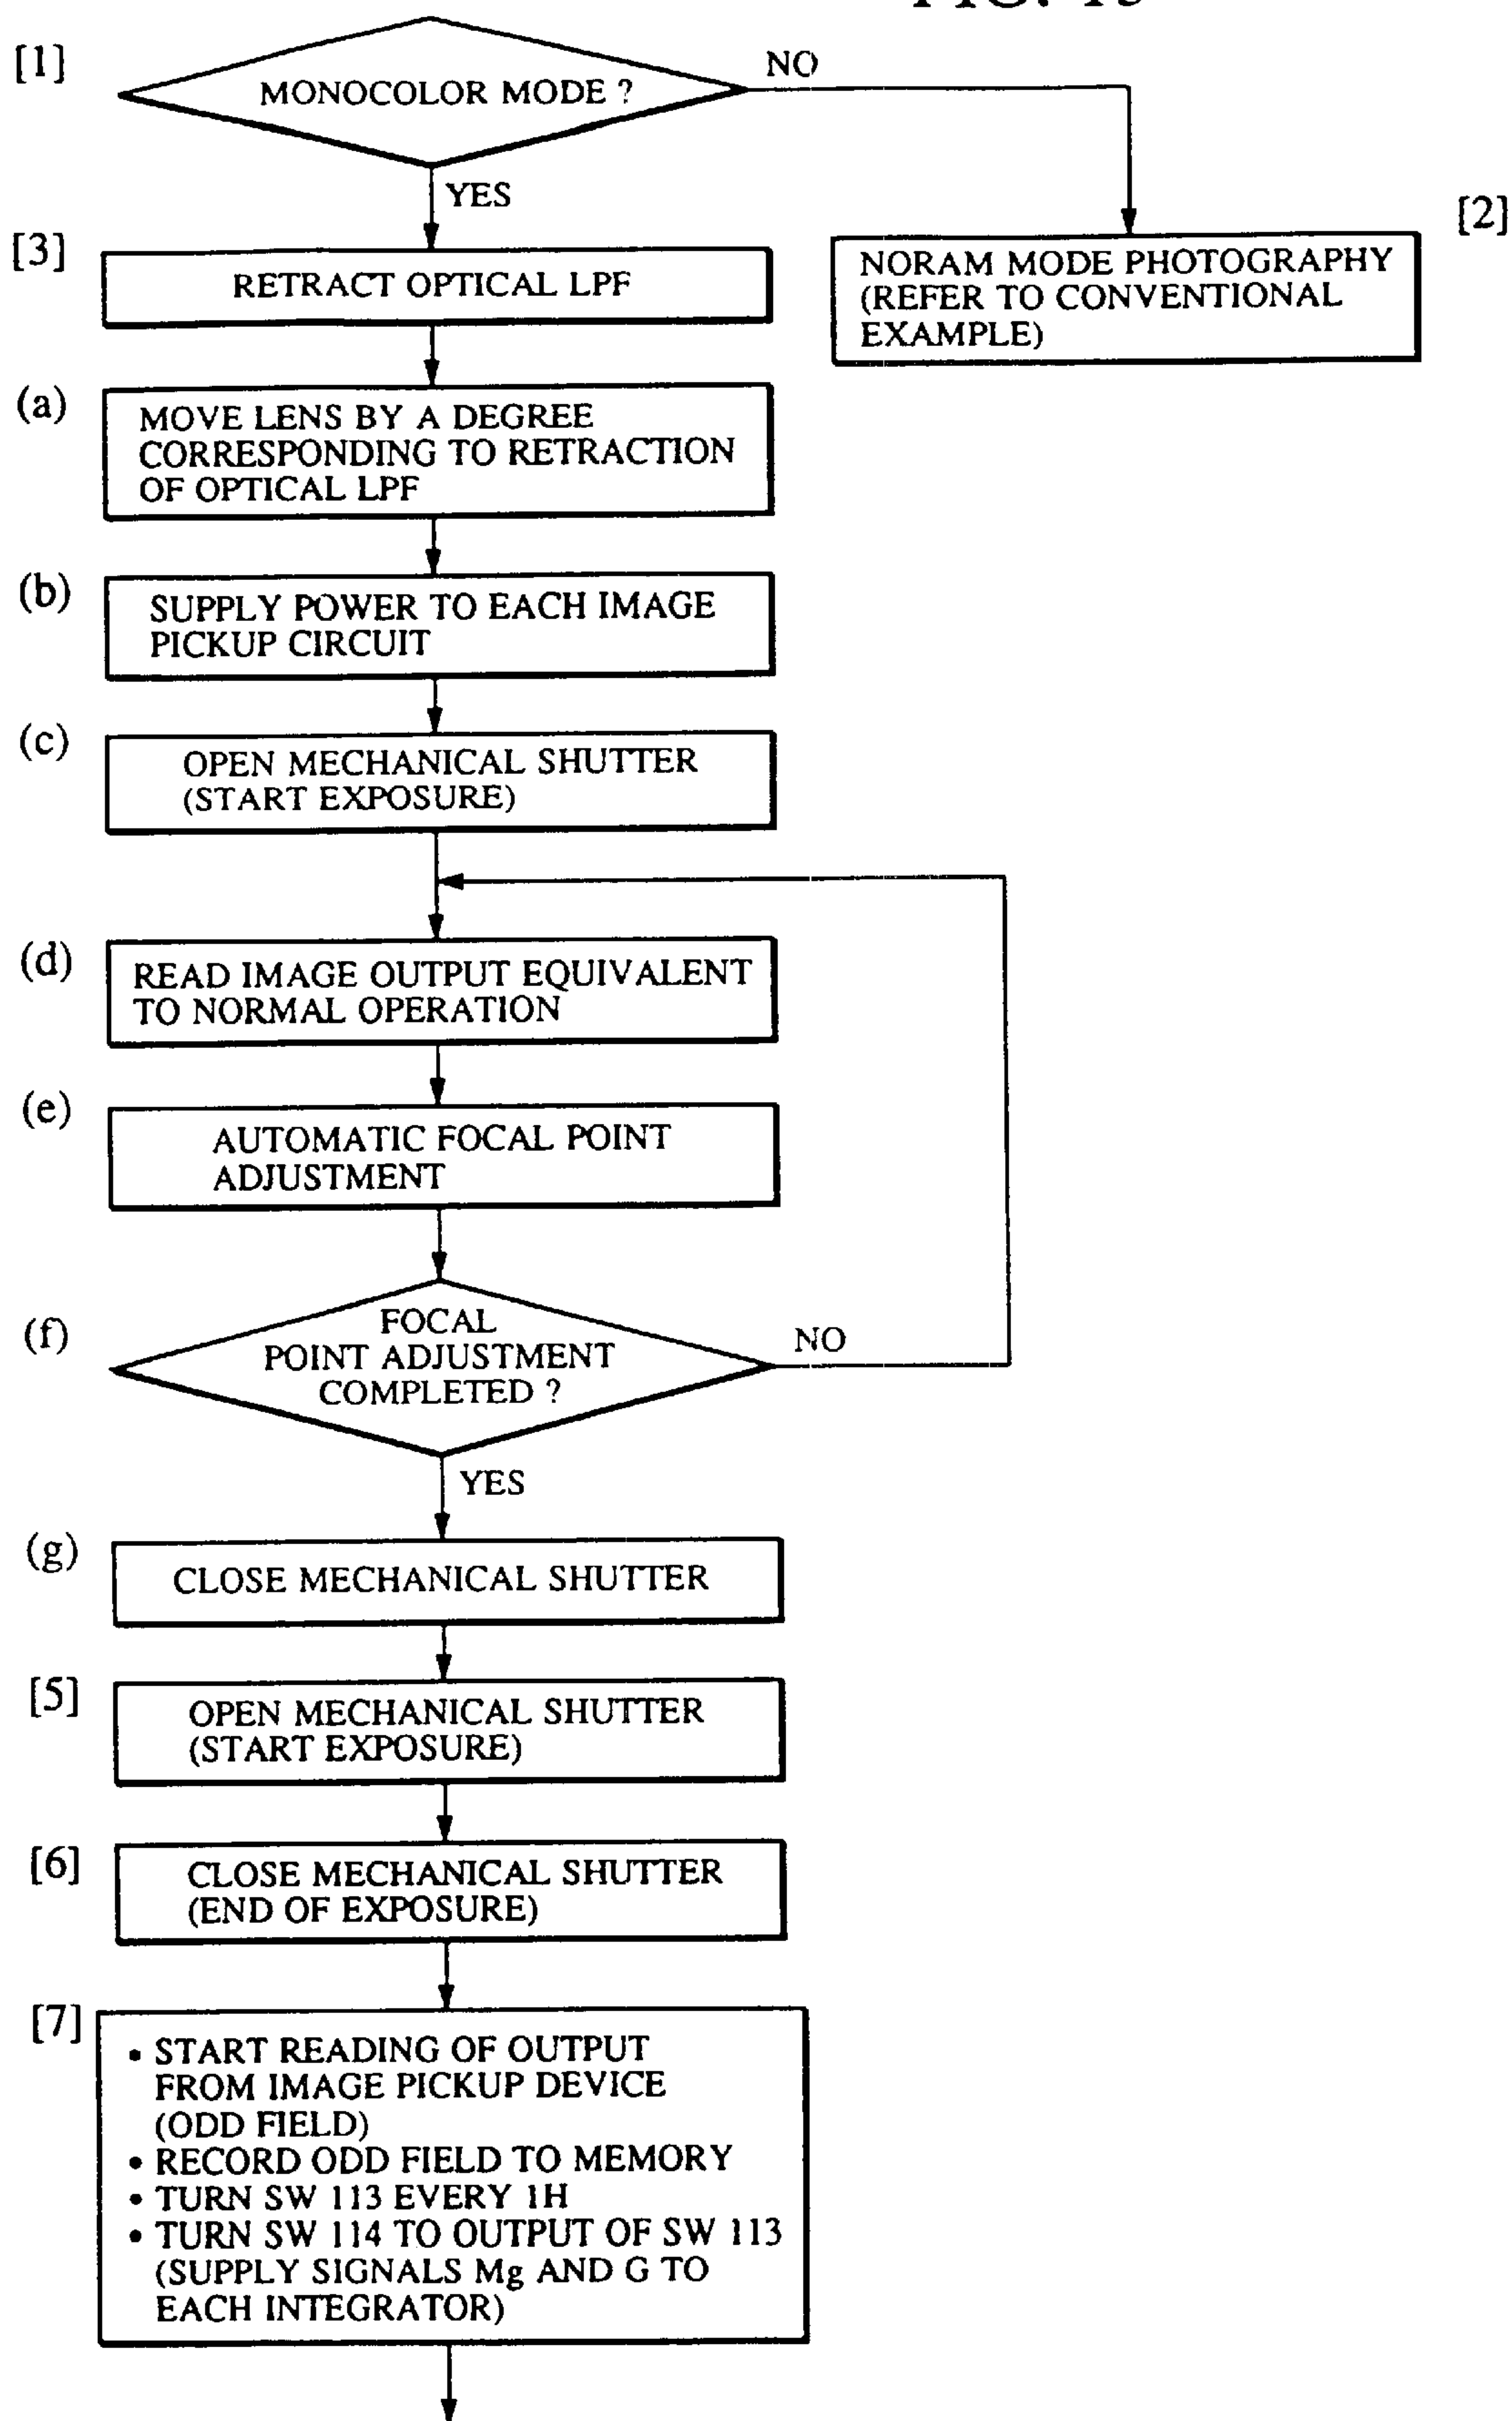 [1]
MONOCOLOR MODE ?
NO
YES
[2]
NORAM MODE PHOTOGRAPHY
(REFER TO CONVENTIONAL
EXAMPLE)
[3]
RETRACT OPTICAL LPF
(a)
MOVE LENS BY A DEGREE
CORRESPONDING TO RETRACTION
OF OPTICAL LPF
(b)
SUPPLY POWER TO EACH IMAGE
PICKUP CIRCUIT
(c)
OPEN MECHANICAL SHUTTER
(START EXPOSURE)
(d)
READ IMAGE OUTPUT EQUIVALENT
TO NORMAL OPERATION
(e)
AUTOMATIC FOCAL POINT
ADJUSTMENT
(f)
FOCAL
POINT ADJUSTMENT
COMPLETED ?
NO
YES
(g)
CLOSE MECHANICAL SHUTTER
[5]
OPEN MECHANICAL SHUTTER
(START EXPOSURE)
[6]
CLOSE MECHANICAL SHUTTER
(END OF EXPOSURE)
[7]
• START READING OF OUTPUT
FROM IMAGE PICKUP DEVICE
(ODD FIELD)
• RECORD ODD FIELD TO MEMORY
• TURN SW 113 EVERY 1H
• TURN SW 114 TO OUTPUT OF SW 113
(SUPPLY SIGNALS Mg AND G TO
EACH INTEGRATOR)